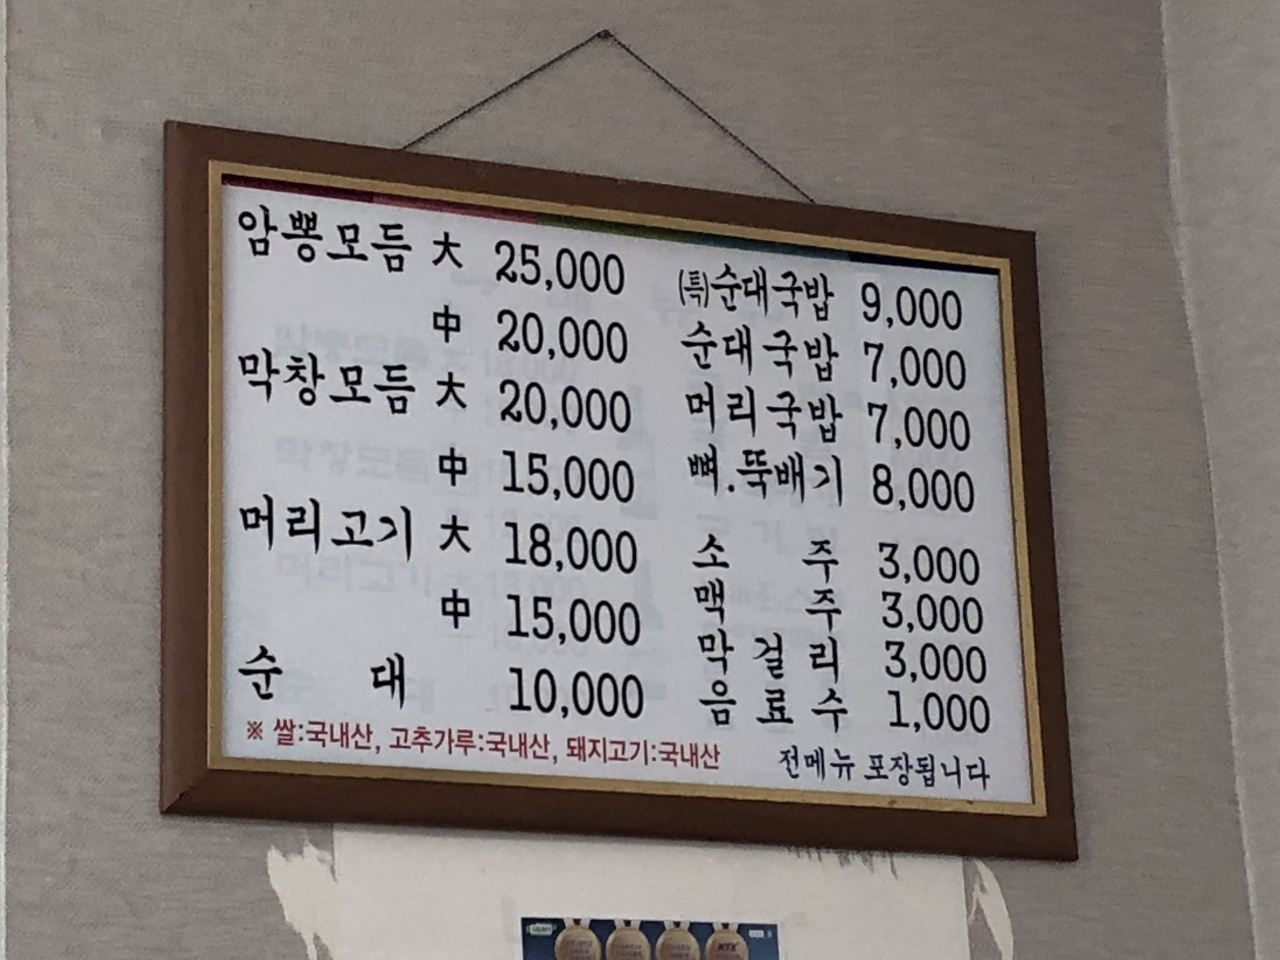 암뽕모듬 大 25,000
中 20,000
막창모듬 大 20,000
中 15,000
머리고기 大 18,000
中 15,000
순대 10,000
㈕순대국밥 9,000
순대국밥 7,000
머리국밥 7,000
뼈.뚝배기 8,000
소주 3,000
맥주 3,000
막걸리 3,000
음료수 1,000
※ 쌀:국내산, 고추가루:국내산, 돼지고기:국내산
전메뉴 포장됩니다